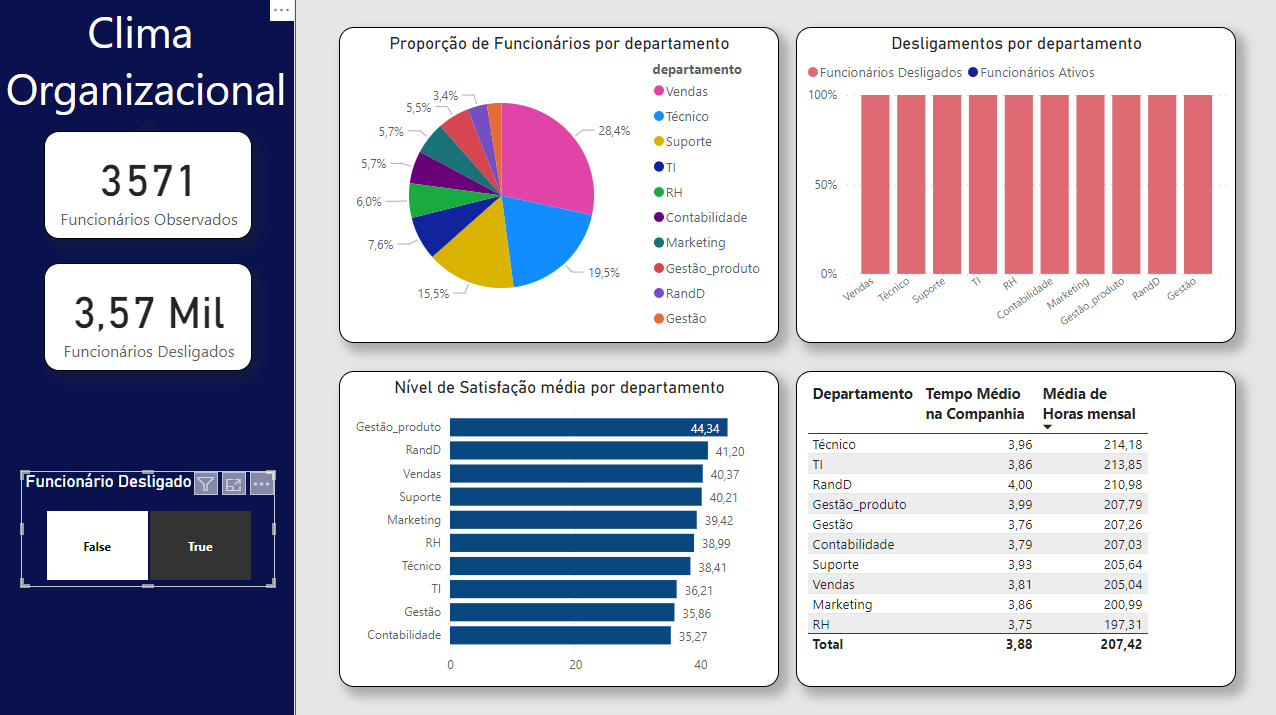 Clima
Organizacional
Vis
3571
Funcionários Observados
3,57 Mil
Funcionários Desligados
Funcionário Desligado
False
True
Proporção de Funcionários por departamento
departamento
Vendas
Técnico
Suporte
TI
RH
Contabilidade
Marketing
Gestão_produto
RandD
Gestão
28,4%
19,5%
15,5%
7,6%
6,0%
5,7%
5,7%
5,5%
3,4%
Desligamentos por departamento
Funcionários Desligados Funcionários Ativos
100%
50%
0%
Vendas
Técnico
Suporte
TI
RH
Contabilidade
Marketing
Gestão_produto
RandD
Gestão
Nível de Satisfação média por departamento
Gestão_produto 44,34
RandD 41,20
Vendas 40,37
Suporte 40,21
Marketing 39,42
RH 38,99
Técnico 38,41
TI 36,21
Gestão 35,86
Contabilidade 35,27
0 20 40
Departamento Tempo Médio Média de
na Companhia Horas mensal
Técnico 3,96 214,18
TI 3,86 213,85
RandD 4,00 210,98
Gestão_produto 3,99 207,79
Gestão 3,76 207,26
Contabilidade 3,79 207,03
Suporte 3,93 205,64
Vendas 3,81 205,04
Marketing 3,86 200,99
RH 3,75 197,31
Total 3,88 207,42